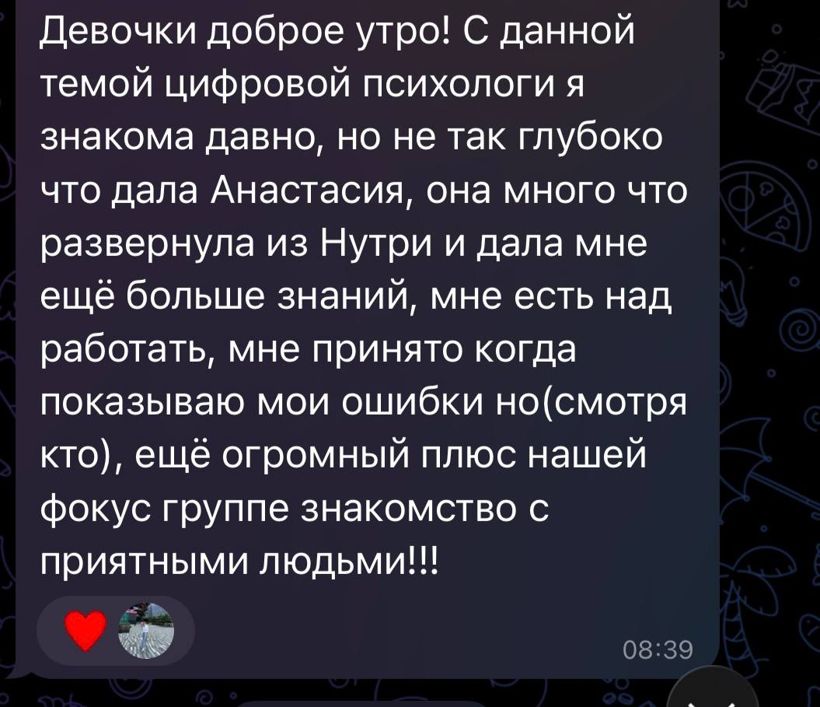 Девочки доброе утро! С данной
темой цифровой психологи я
знакома давно, но не так глубоко
что дала Анастасия, она много что
развернула из Нутри и дала мне
ещё больше знаний, мне есть над
работать, мне принято когда
показываю мои ошибки но(смотря
кто), ещё огромный плюс нашей
фокус группе знакомство с
приятными людьми!!!
08:39